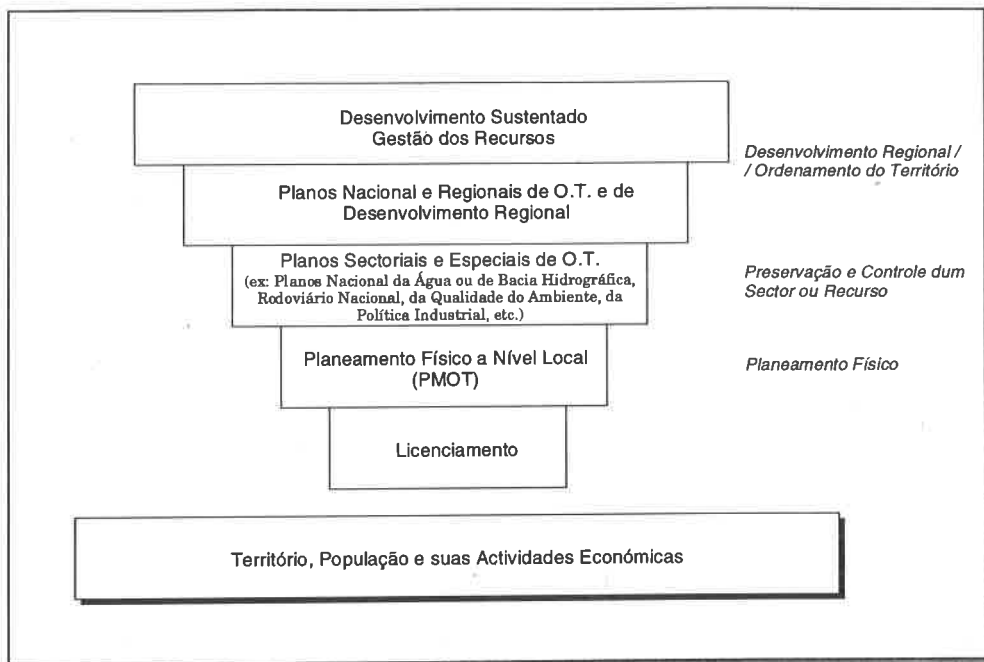 Desenvolvimento Sustentado
Gestão dos Recursos
Desenvolvimento Regional /
/ Ordenamento do Território
Planos Nacional e Regionais de O.T. e de
Desenvolvimento Regional
Planos Sectoriais e Especiais de O.T.
(ex: Planos Nacional da Água ou de Bacia Hidrográfica,
Rodoviário Nacional, da Qualidade do Ambiente, da
Política Industrial, etc.)
Preservação e Controle dum
Sector ou Recurso
Planeamento Físico a Nível Local
(PMOT)
Planeamento Físico
Licenciamento
Território, População e suas Actividades Económicas